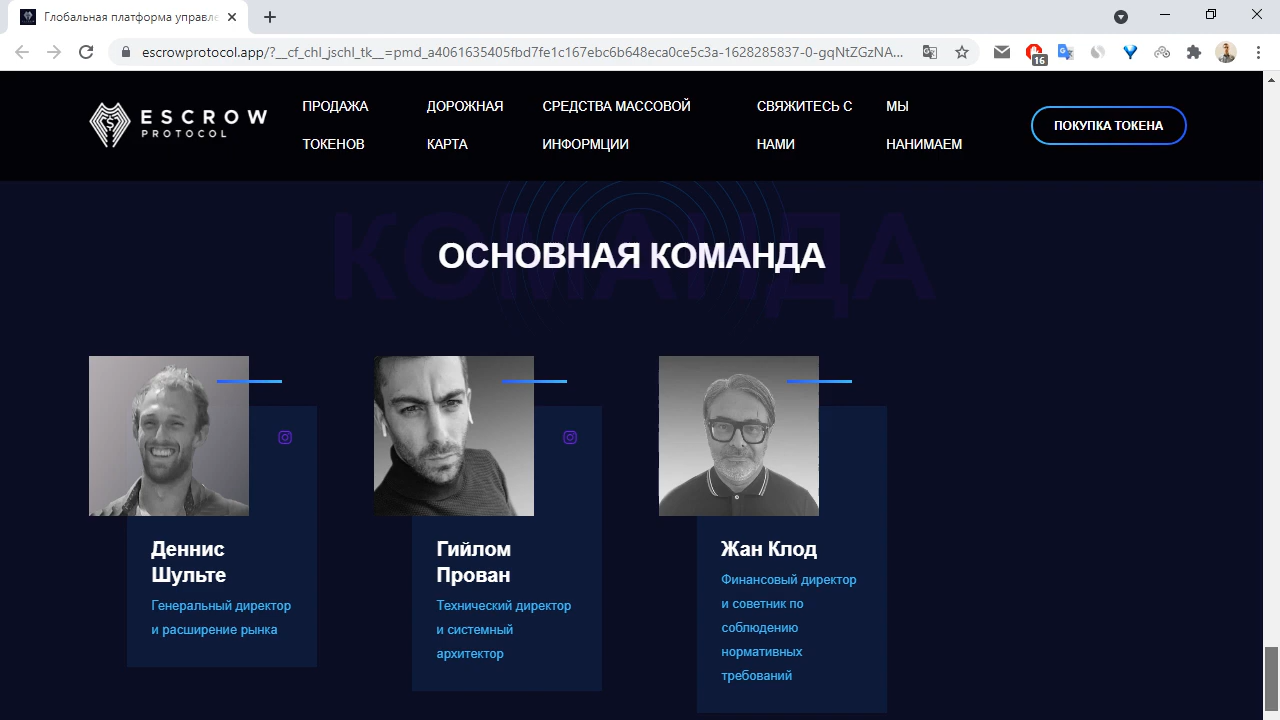 Глобальная платформа управле
escrowprotocol.app/?__cf_chl_jschl_tk__=pmd_a4061635405fbd7fe1c167ebc6b648eca0ce5c3a-1628285837-0-gqNtZGzNA...
16
ESCROW
PROTOCOL
ПРОДАЖА
ТОКЕНОВ
ДОРОЖНАЯ
КАРТА
СРЕДСТВА МАССОВОЙ
ИНФОРМЦИИ
СВЯЖИТЕСЬ С
НАМИ
МЫ
НАНИМАЕМ
ПОКУПКА ТОКЕНА
КОМАНДА
ОСНОВНАЯ КОМАНДА
Деннис
Шульте
Генеральный директор
и расширение рынка
Гийлом
Прован
Технический директор
и системный
архитектор
Жан Клод
Финансовый директор
и советник по
соблюдению
нормативных
требований